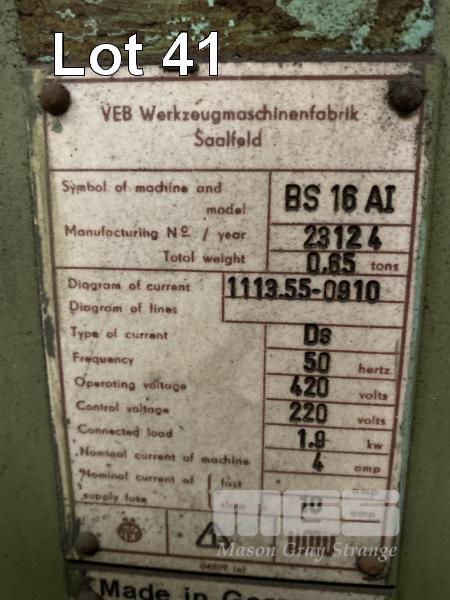 Lot 41
VEB Werkzeugmaschinenfabrik
Saalfeld
Symbol of machine and
model BS 16 AI
Manufacturing No / year 23124
Total weight 0,65 tons
Diagram of current 1113.55-0910
Diagram of lines
Type of current Ds
Frequency 50 hertz
Operating voltage 420 volts
Control voltage 220 volts
Connected load 1.9 kw
Nominal current of machine 4 amp
Nominal current of fast amp
supply fuse slow 10 amp
MGS
Mason Gray Strange
Made in